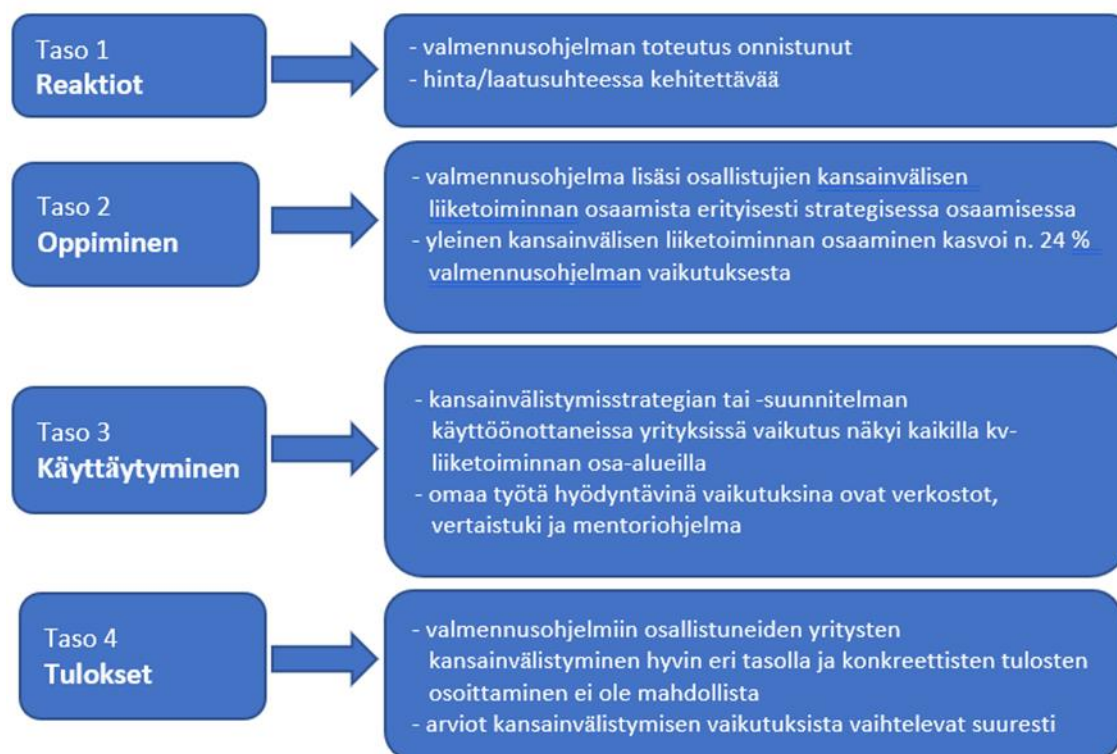 Taso 1
Reaktiot
- valmennusohjelman toteutus onnistunut
- hinta/laatusuhteessa kehitettävää
Taso 2
Oppiminen
- valmennusohjelma lisäsi osallistujien kansainvälisen
liiketoiminnan osaamista erityisesti strategisessa osaamisessa
- yleinen kansainvälisen liiketoiminnan osaaminen kasvoi n. 24 %
valmennusohjelman vaikutuksesta
Taso 3
Käyttäytyminen
- kansainvälistymisstrategian tai -suunnitelman
käyttöönottaneissa yrityksissä vaikutus näkyi kaikilla kv-
liiketoiminnan osa-alueilla
- omaa työtä hyödyntävinä vaikutuksina ovat verkostot,
vertaistuki ja mentoriohjelma
Taso 4
Tulokset
- valmennusohjelmiin osallistuneiden yritysten
kansainvälistyminen hyvin eri tasolla ja konkreettisten tulosten
osoittaminen ei ole mahdollista
- arviot kansainvälistymisen vaikutuksista vaihtelevat suuresti